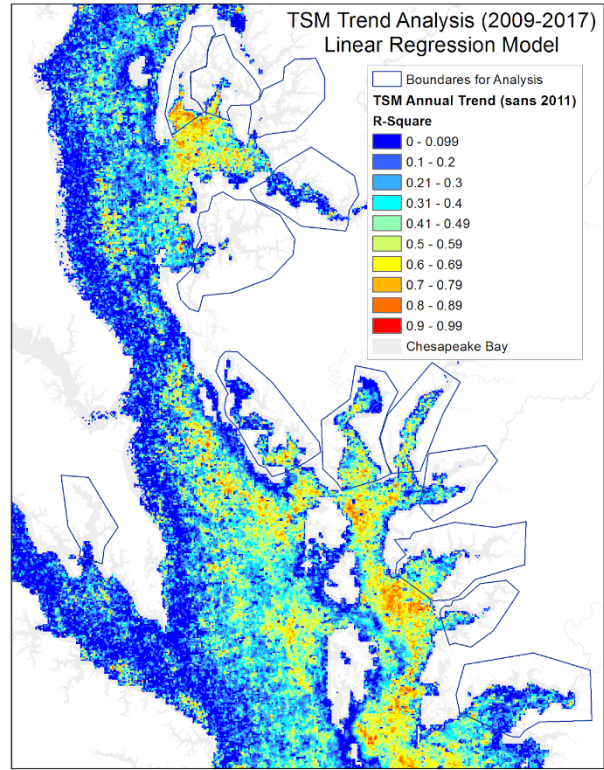 TSM Trend Analysis (2009-2017)
Linear Regression Model
Boundares for Analysis
TSM Annual Trend (sans 2011)
R-Square
0 - 0.099
0.1 - 0.2
0.21 - 0.3
0.31 - 0.4
0.41 - 0.49
0.5 - 0.59
0.6 - 0.69
0.7 - 0.79
0.8 - 0.89
0.9 - 0.99
Chesapeake Bay